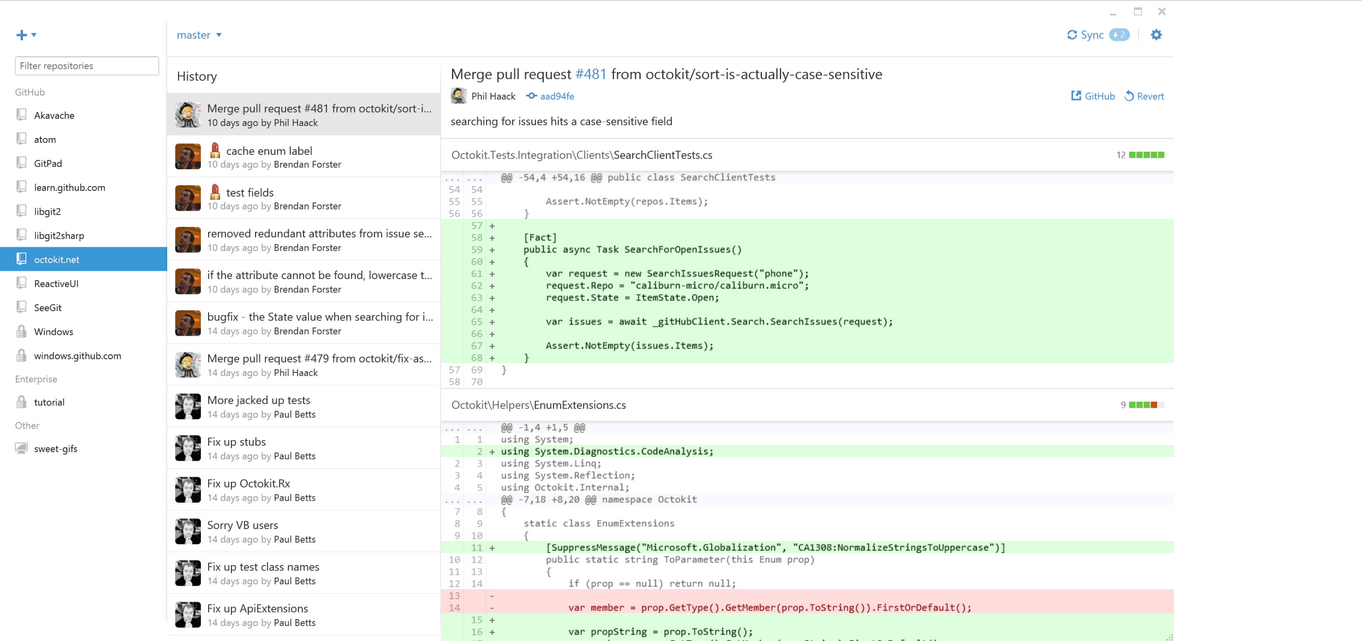 master
Sync 2
Filter repositories
GitHub
Akavache
atom
GitPad
learn.github.com
libgit2
libgit2sharp
octokit.net
ReactiveUI
SeeGit
Windows
windows.github.com
Enterprise
tutorial
Other
sweet-gifs
History
Merge pull request #481 from octokit/sort-i...
10 days ago by Phil Haack
cache enum label
10 days ago by Brendan Forster
test fields
10 days ago by Brendan Forster
removed redundant attributes from issue se...
10 days ago by Brendan Forster
if the attribute cannot be found, lowercase t...
10 days ago by Brendan Forster
bugfix - the State value when searching for i...
14 days ago by Brendan Forster
Merge pull request #479 from octokit/fix-as...
14 days ago by Phil Haack
More jacked up tests
14 days ago by Paul Betts
Fix up stubs
14 days ago by Paul Betts
Fix up Octokit.Rx
14 days ago by Paul Betts
Sorry VB users
14 days ago by Paul Betts
Fix up test class names
14 days ago by Paul Betts
Fix up ApiExtensions
14 days ago by Paul Betts
Merge pull request #481 from octokit/sort-is-actually-case-sensitive
Phil Haack aad94fe GitHub Revert
searching for issues hits a case-sensitive field
Octokit.Tests.Integration\Clients\SearchClientTests.cs 12
... ... @@ -54,4 +54,16 @@ public class SearchClientTests
54 54
55 55 Assert.NotEmpty(repos.Items);
56 56 }
57 +
58 + [Fact]
59 + public async Task SearchForOpenIssues()
60 + {
61 + var request = new SearchIssuesRequest("phone");
62 + request.Repo = "caliburn-micro/caliburn.micro";
63 + request.State = ItemState.Open;
64 +
65 + var issues = await _gitHubClient.Search.SearchIssues(request);
66 +
67 + Assert.NotEmpty(issues.Items);
68 + }
57 69 }
58 70
Octokit\Helpers\EnumExtensions.cs 9
... ... @@ -1,4 +1,5 @@
1 1 using System;
2 + using System.Diagnostics.CodeAnalysis;
2 3 using System.Linq;
3 4 using System.Reflection;
4 5 using Octokit.Internal;
... ... @@ -7,18 +8,20 @@ namespace Octokit
7 8 {
8 9 static class EnumExtensions
9 10 {
11 + [SuppressMessage("Microsoft.Globalization", "CA1308:NormalizeStringsToUppercase")]
10 12 public static string ToParameter(this Enum prop)
11 13 {
12 14 if (prop == null) return null;
13 -
14 - var member = prop.GetType().GetMember(prop.ToString()).FirstOrDefault();
15 +
16 + var propString = prop.ToString();